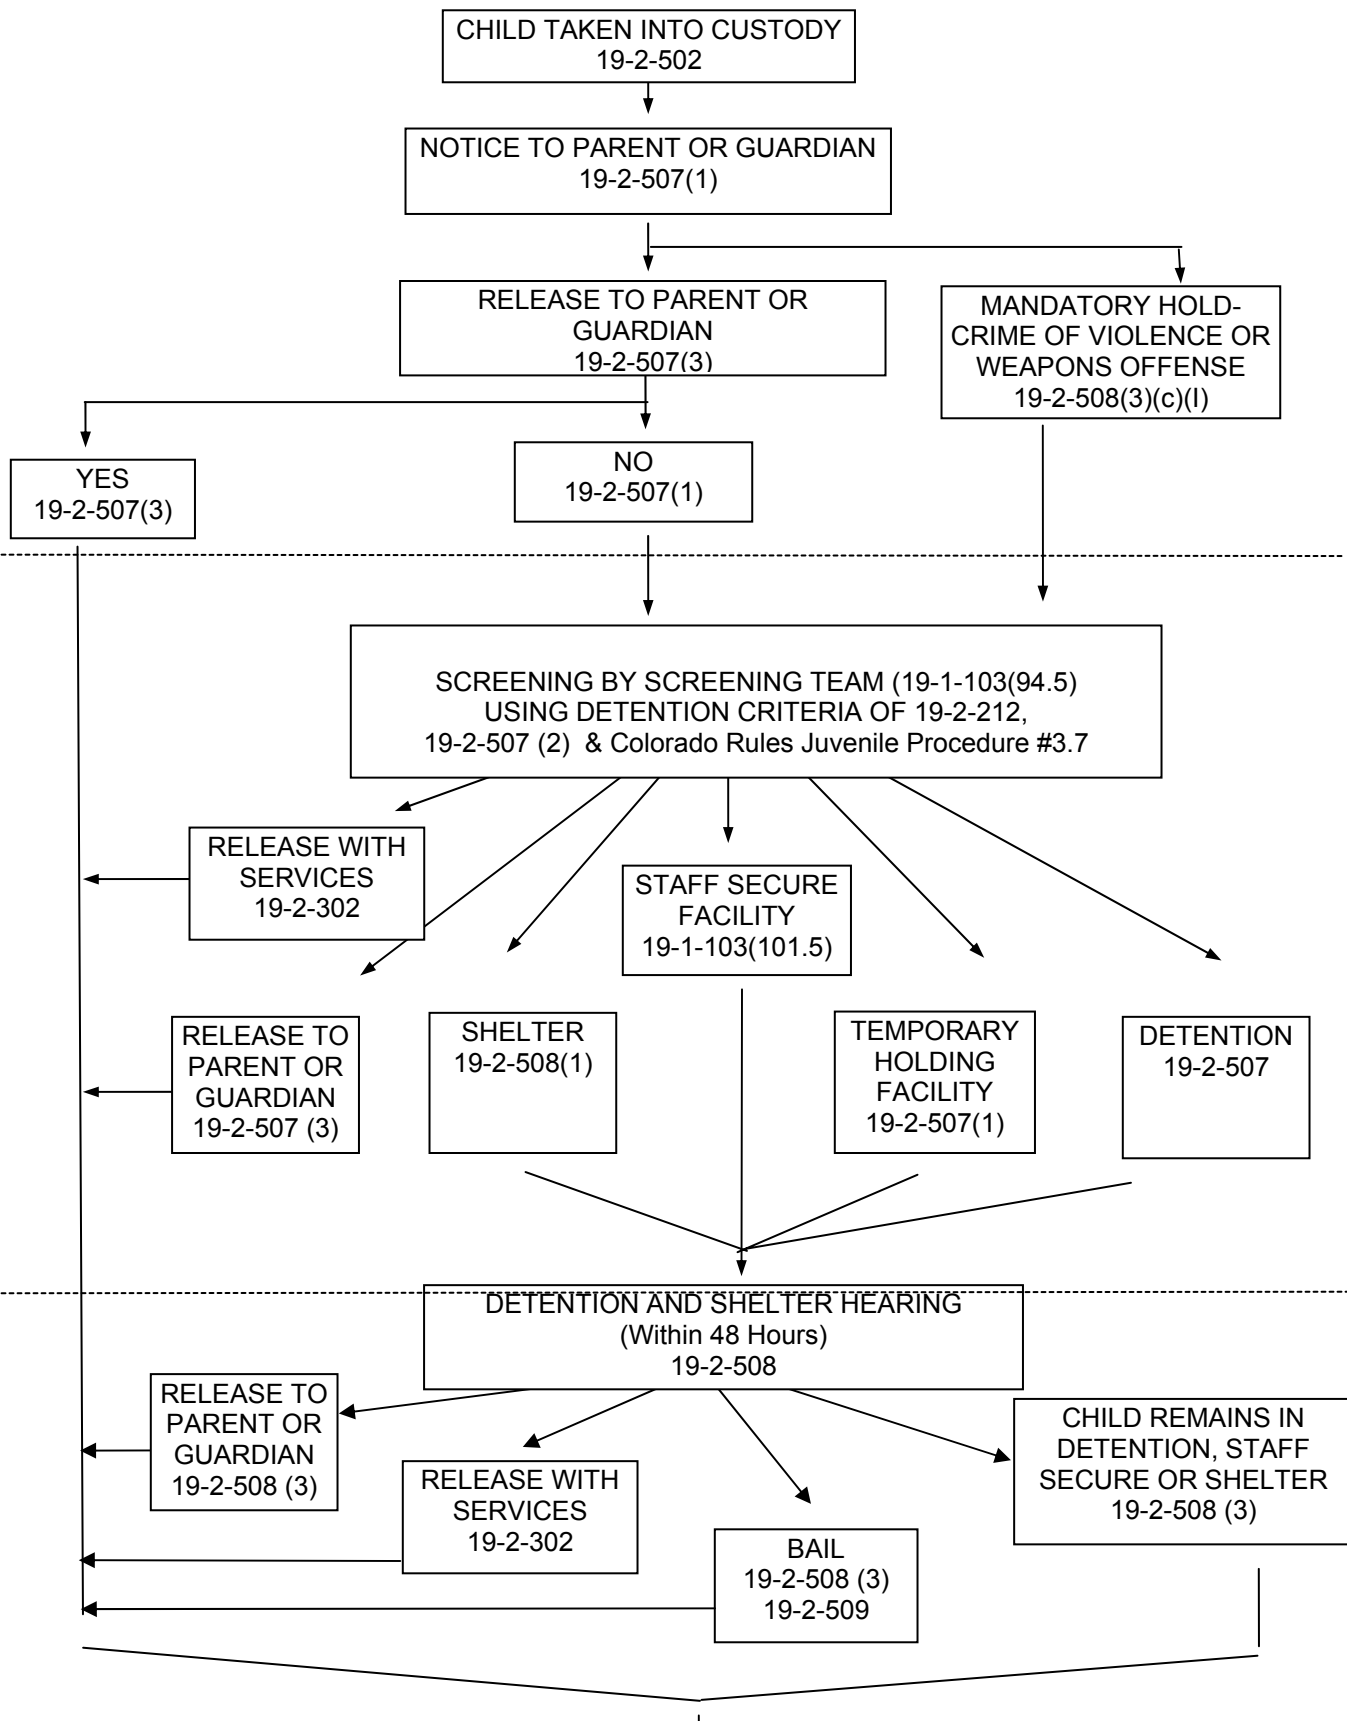 CHILD TAKEN INTO CUSTODY
19-2-502
NOTICE TO PARENT OR GUARDIAN
19-2-507(1)
RELEASE TO PARENT OR
GUARDIAN
19-2-507(3)
MANDATORY HOLD-
CRIME OF VIOLENCE OR
WEAPONS OFFENSE
19-2-508(3)(c)(I)
YES
19-2-507(3)
NO
19-2-507(1)
SCREENING BY SCREENING TEAM (19-1-103(94.5)
USING DETENTION CRITERIA OF 19-2-212,
19-2-507 (2)  & Colorado Rules Juvenile Procedure #3.7
RELEASE WITH
SERVICES
19-2-302
STAFF SECURE
FACILITY
19-1-103(101.5)
RELEASE TO
PARENT OR
GUARDIAN
19-2-507 (3)
SHELTER
19-2-508(1)
TEMPORARY
HOLDING
FACILITY
19-2-507(1)
DETENTION
19-2-507
DETENTION AND SHELTER HEARING
(Within 48 Hours)
19-2-508
RELEASE TO
PARENT OR
GUARDIAN
19-2-508 (3)
RELEASE WITH
SERVICES
19-2-302
BAIL
19-2-508 (3)
19-2-509
CHILD REMAINS IN
DETENTION, STAFF
SECURE OR SHELTER
19-2-508 (3)